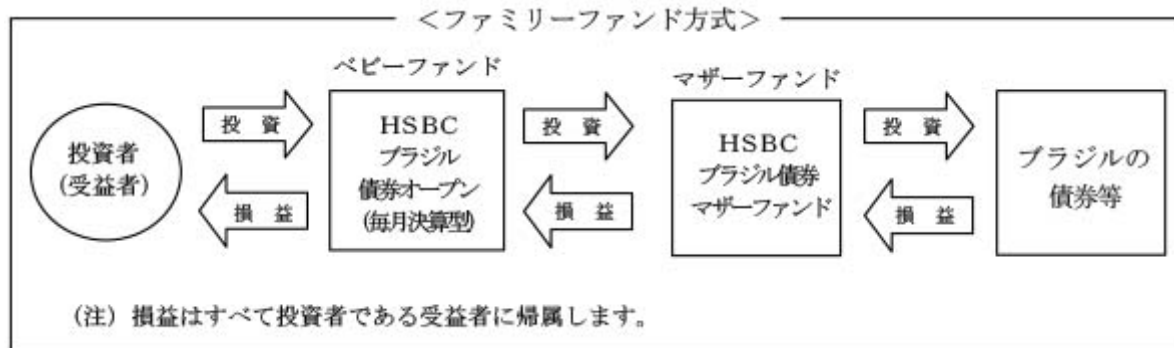 ＜ファミリーファンド方式＞
ベビーファンド
マザーファンド
投資者
(受益者)
投 資
損 益
HSBC
ブラジル
債券オープン
(毎月決算型)
投 資
損 益
HSBC
ブラジル債券
マザーファンド
投 資
損 益
ブラジルの
債券等
（注）損益はすべて投資者である受益者に帰属します。